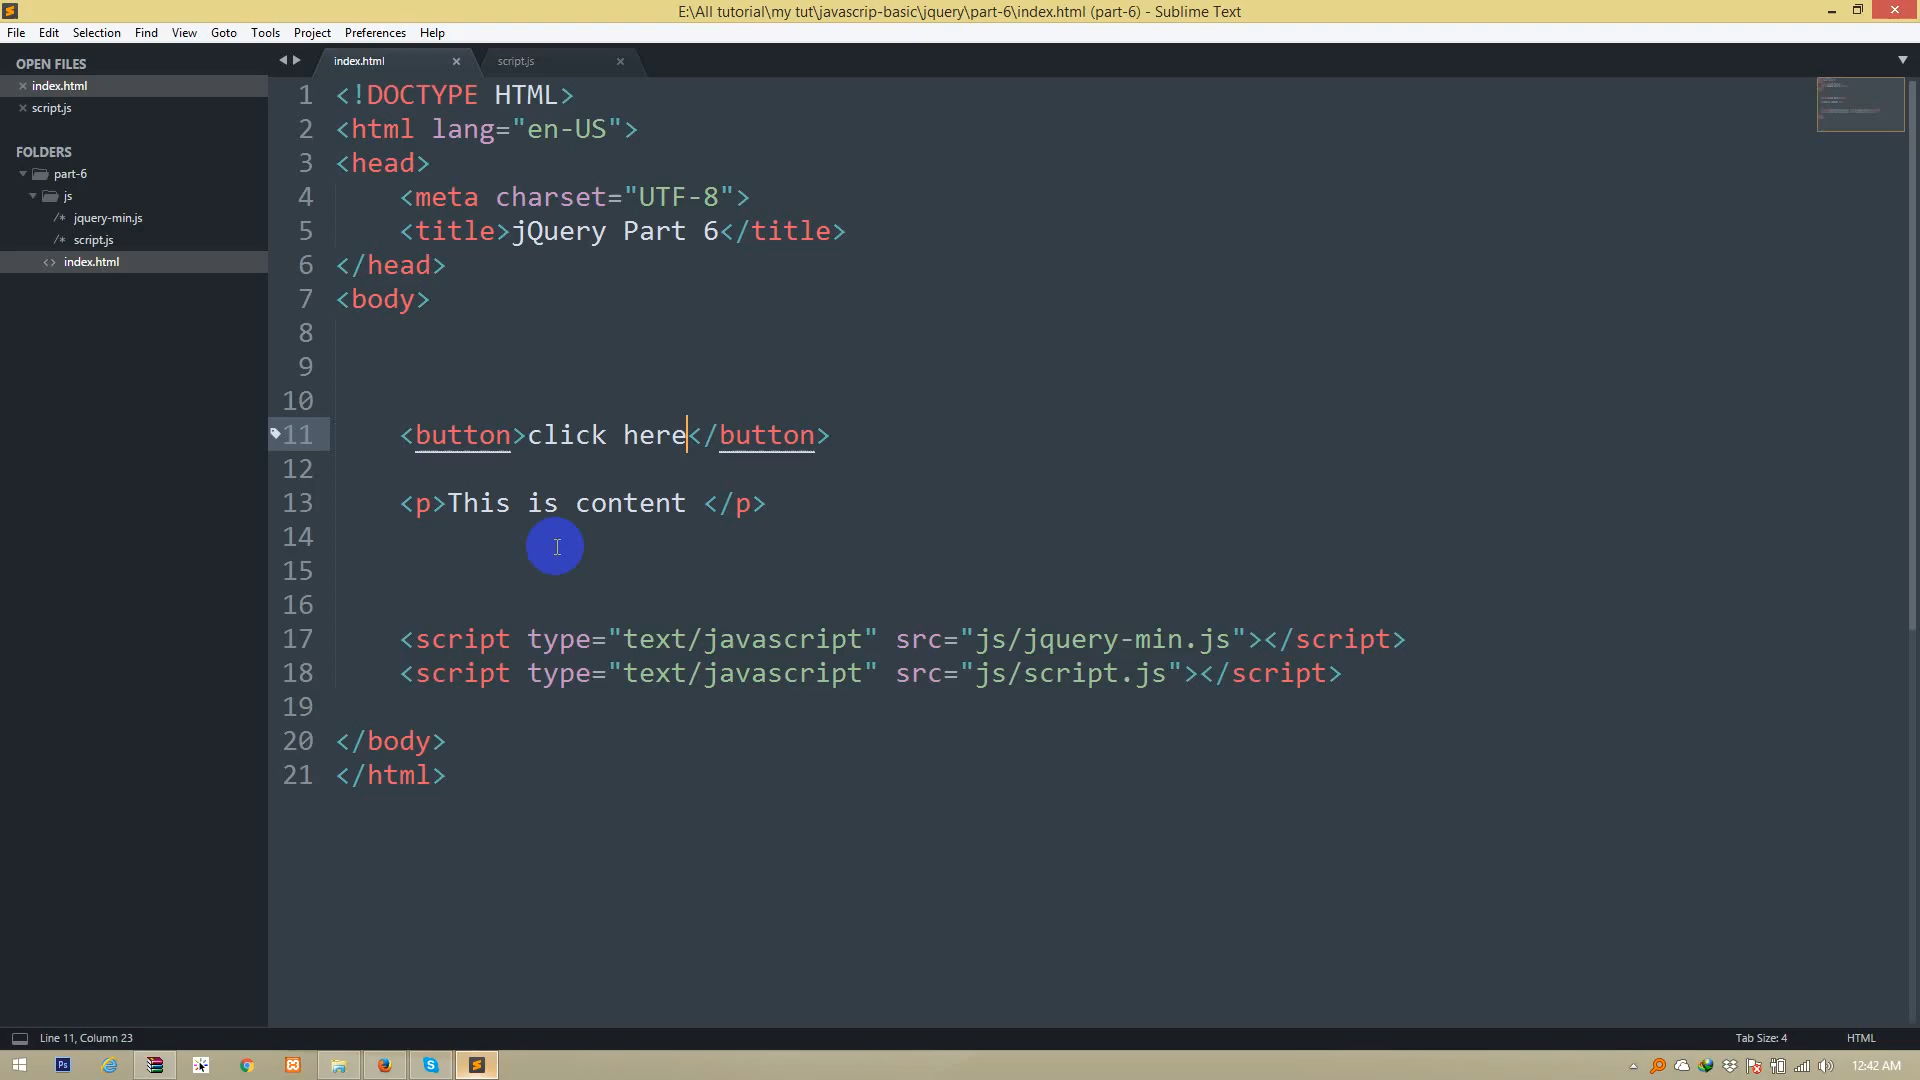 E:\All tutorial\my tut\javascrip-basic\jquery\part-6\index.html (part-6) - Sublime Text
File Edit Selection Find View Goto Tools Project Preferences Help
OPEN FILES
index.html
script.js
FOLDERS
part-6
js
/* jquery-min.js
/* script.js
<> index.html
index.html script.js
1 <!DOCTYPE HTML>
2 <html lang="en-US">
3 <head>
4 <meta charset="UTF-8">
5 <title>jQuery Part 6</title>
6 </head>
7 <body>
8
9
10
11 <button>click here</button>
12
13 <p>This is content </p>
14
15
16
17 <script type="text/javascript" src="js/jquery-min.js"></script>
18 <script type="text/javascript" src="js/script.js"></script>
19
20 </body>
21 </html>
Line 11, Column 23
Tab Size: 4
HTML
Ps
12:42 AM